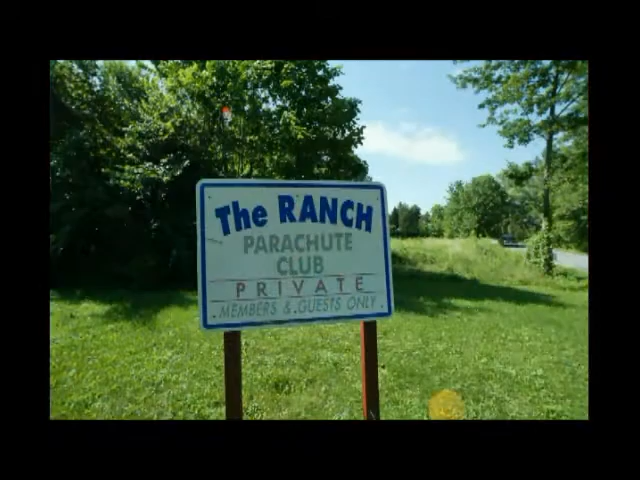 The RANCH
PARACHUTE
CLUB
PRIVATE
MEMBERS & GUESTS ONLY